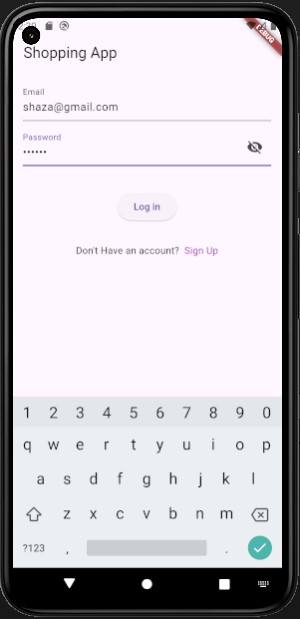 DEBUG
Shopping App
Email
shaza@gmail.com
Password
••••••
Log in
Don't Have an account? Sign Up
1 2 3 4 5 6 7 8 9 0
q w e r t y u i o p
a s d f g h j k l
z x c v b n m
?123 , .